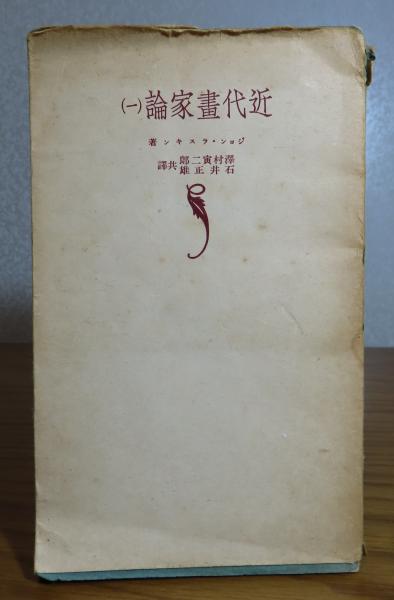 近代畫家論(一)
ジョン・ラスキン著
澤村寅二郎
石井正雄
共譯